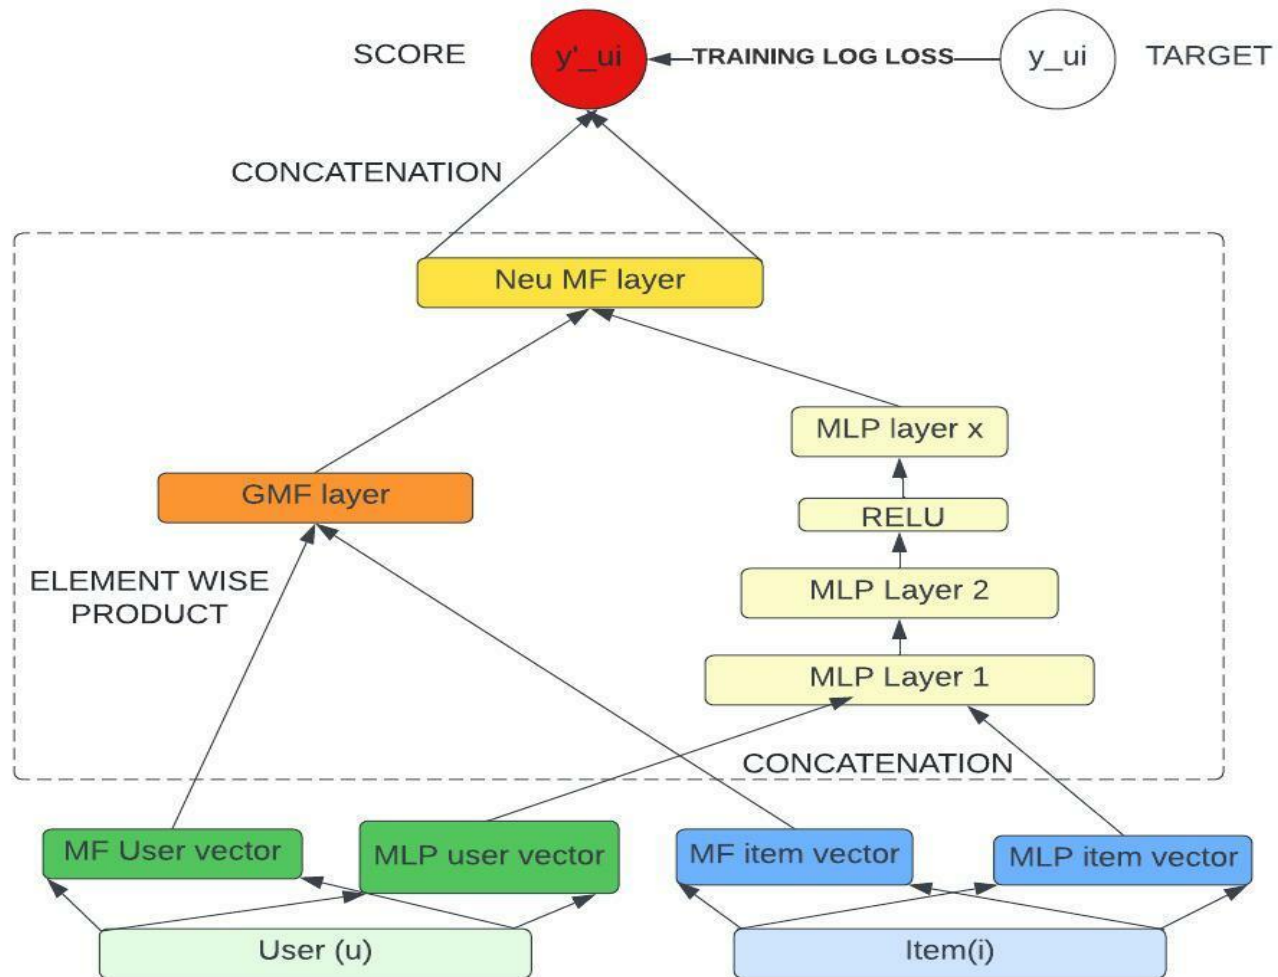 SCORE
y'_ui
TRAINING LOG LOSS
y_ui
TARGET
CONCATENATION
Neu MF layer
MLP layer x
GMF layer
RELU
ELEMENT WISE
PRODUCT
MLP Layer 2
MLP Layer 1
CONCATENATION
MF User vector
MLP user vector
MF item vector
MLP item vector
User (u)
Item(i)